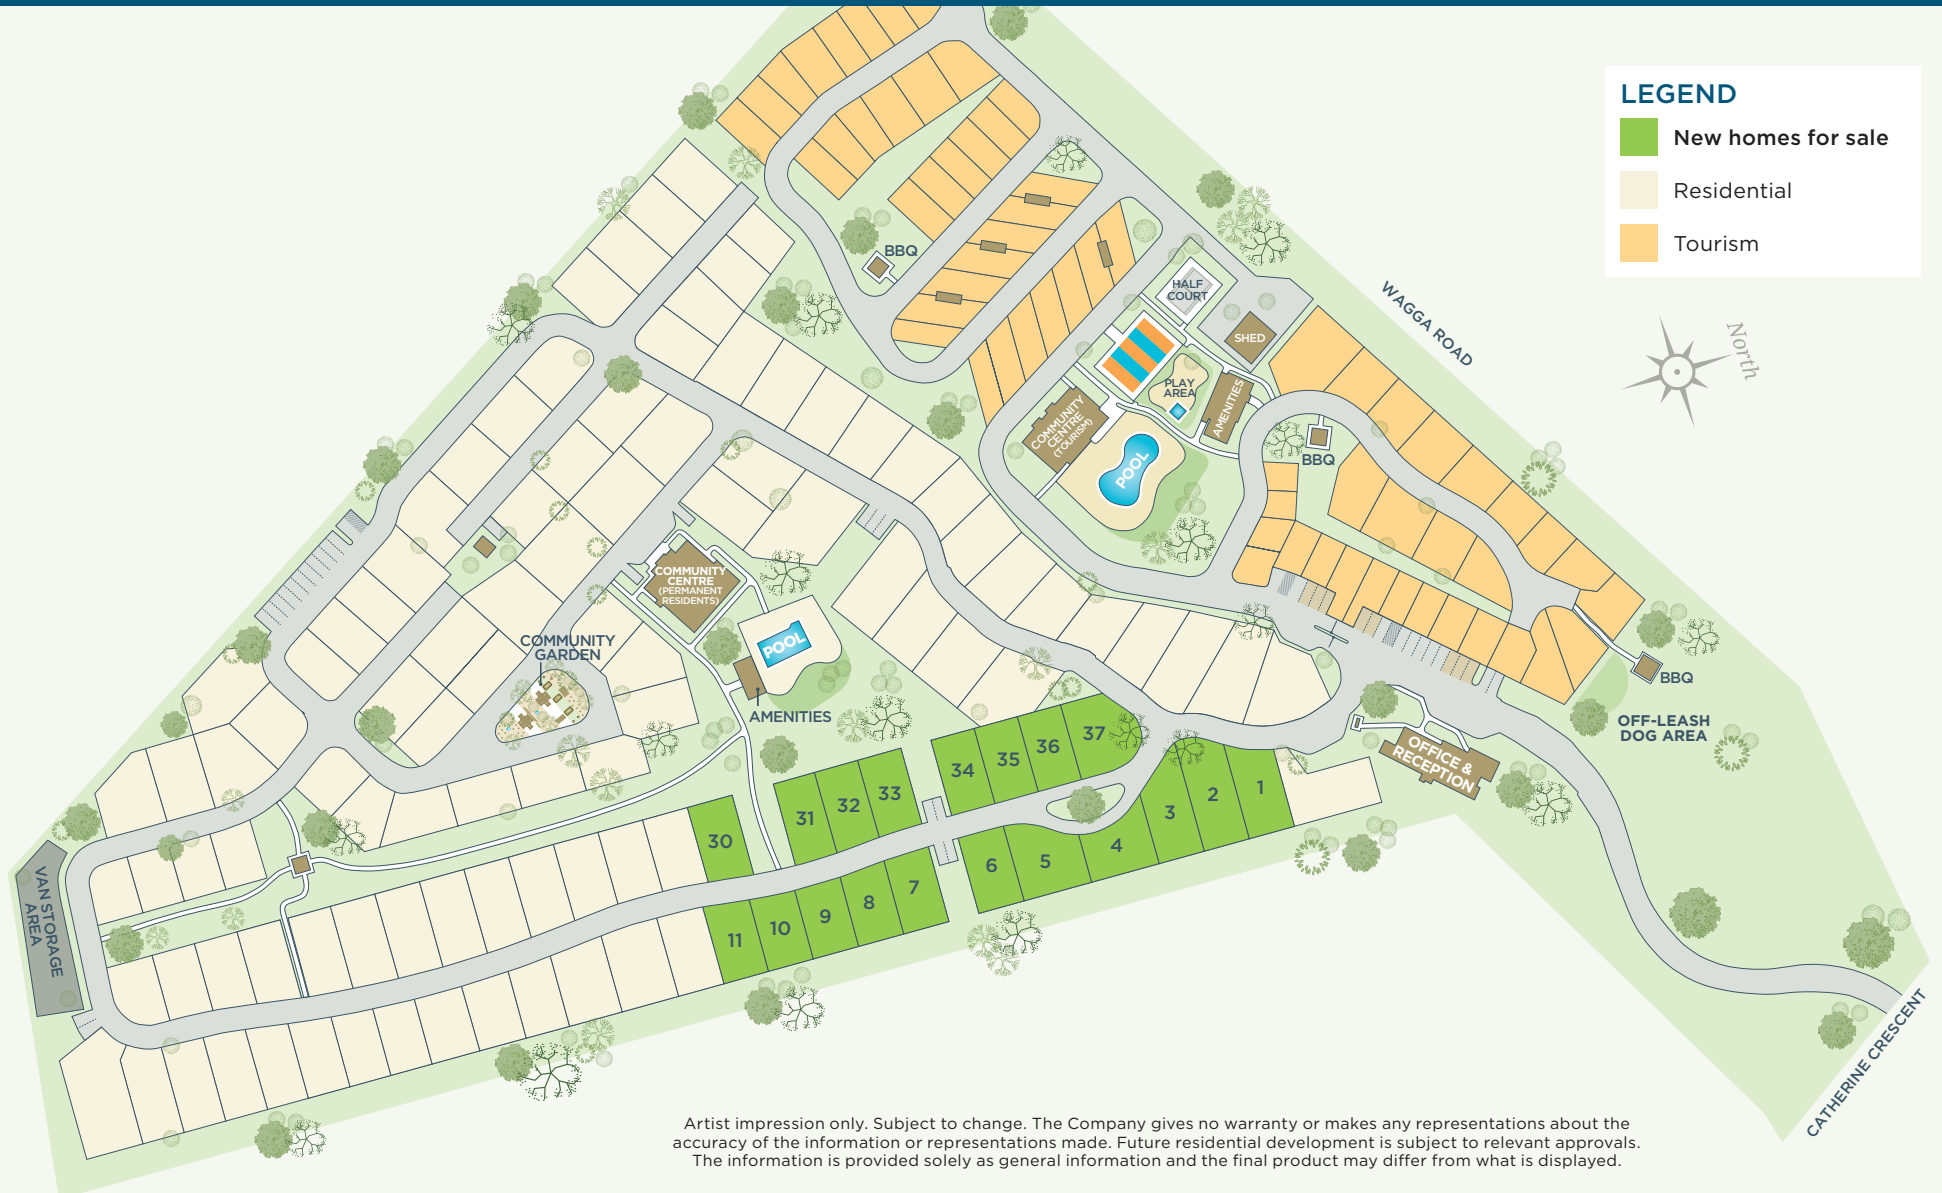 LEGEND
New homes for sale
Residential
Tourism
WAGGA ROAD
North
BBQ
HALF
COURT
SHED
PLAY
AREA
AMENITIES
COMMUNITY
CENTRE
(TOURISM)
POOL
BBQ
COMMUNITY
CENTRE
(PERMANENT
RESIDENTS)
COMMUNITY
GARDEN
POOL
AMENITIES
BBQ
OFF-LEASH
DOG AREA
OFFICE &
RECEPTION
37
36
35
34
33
32
31
30
1
2
3
4
5
6
7
8
9
10
11
VAN STORAGE
AREA
CATHERINE CRESCENT
Artist impression only. Subject to change. The Company gives no warranty or makes any representations about the
accuracy of the information or representations made. Future residential development is subject to relevant approvals.
The information is provided solely as general information and the final product may differ from what is displayed.